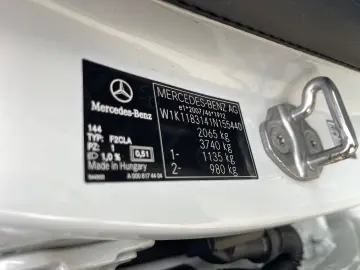 Mercedes-Benz
144
TYP: F2CLA
PZ: 1
1,0 % 0,51
Made in Hungary
A 000 817 44 04
MERCEDES-BENZ AG
e1*2007/46*1912
W1K1183141N155440
2065 kg
3740 kg
1- 1135 kg
2- 980 kg